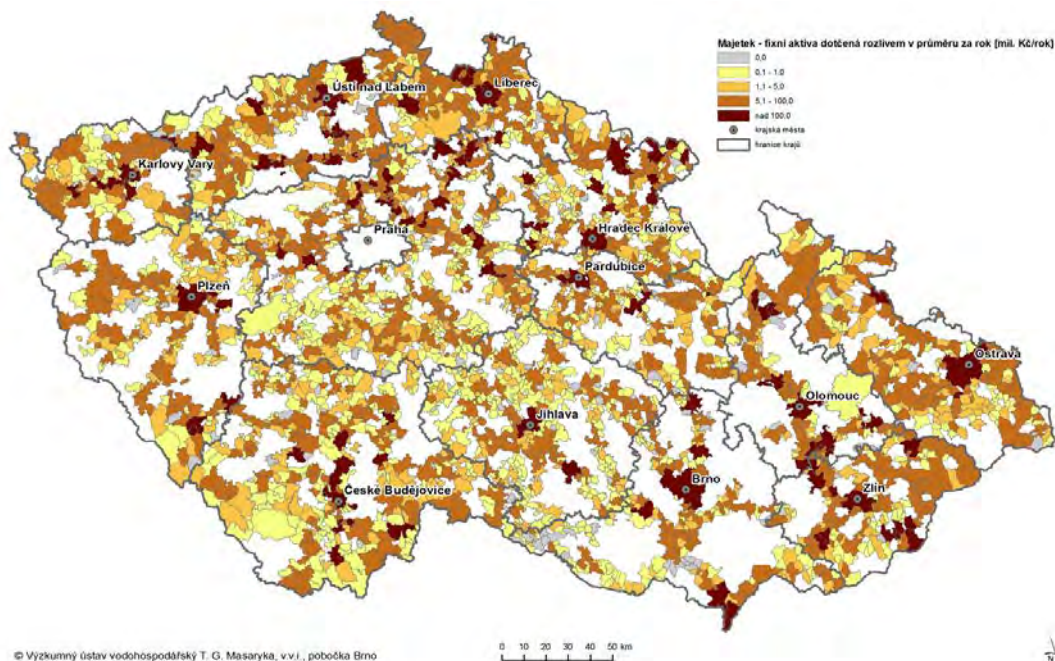 Majetek - fixní aktiva dotčená rozlivem v průměru za rok [mil. Kč/rok]
0,0
0,1 - 1,0
1,1 - 5,0
5,1 - 100,0
nad 100,0
krajská města
hranice krajů
Ústí nad Labem
Liberec
Karlovy Vary
Praha
Hradec Králové
Pardubice
Plzeň
Ostrava
Olomouc
Jihlava
Brno
Zlín
České Budějovice
0 10 20 30 40 50 km
© Výzkumný ústav vodohospodářský T. G. Masaryka, v.v.i., pobočka Brno